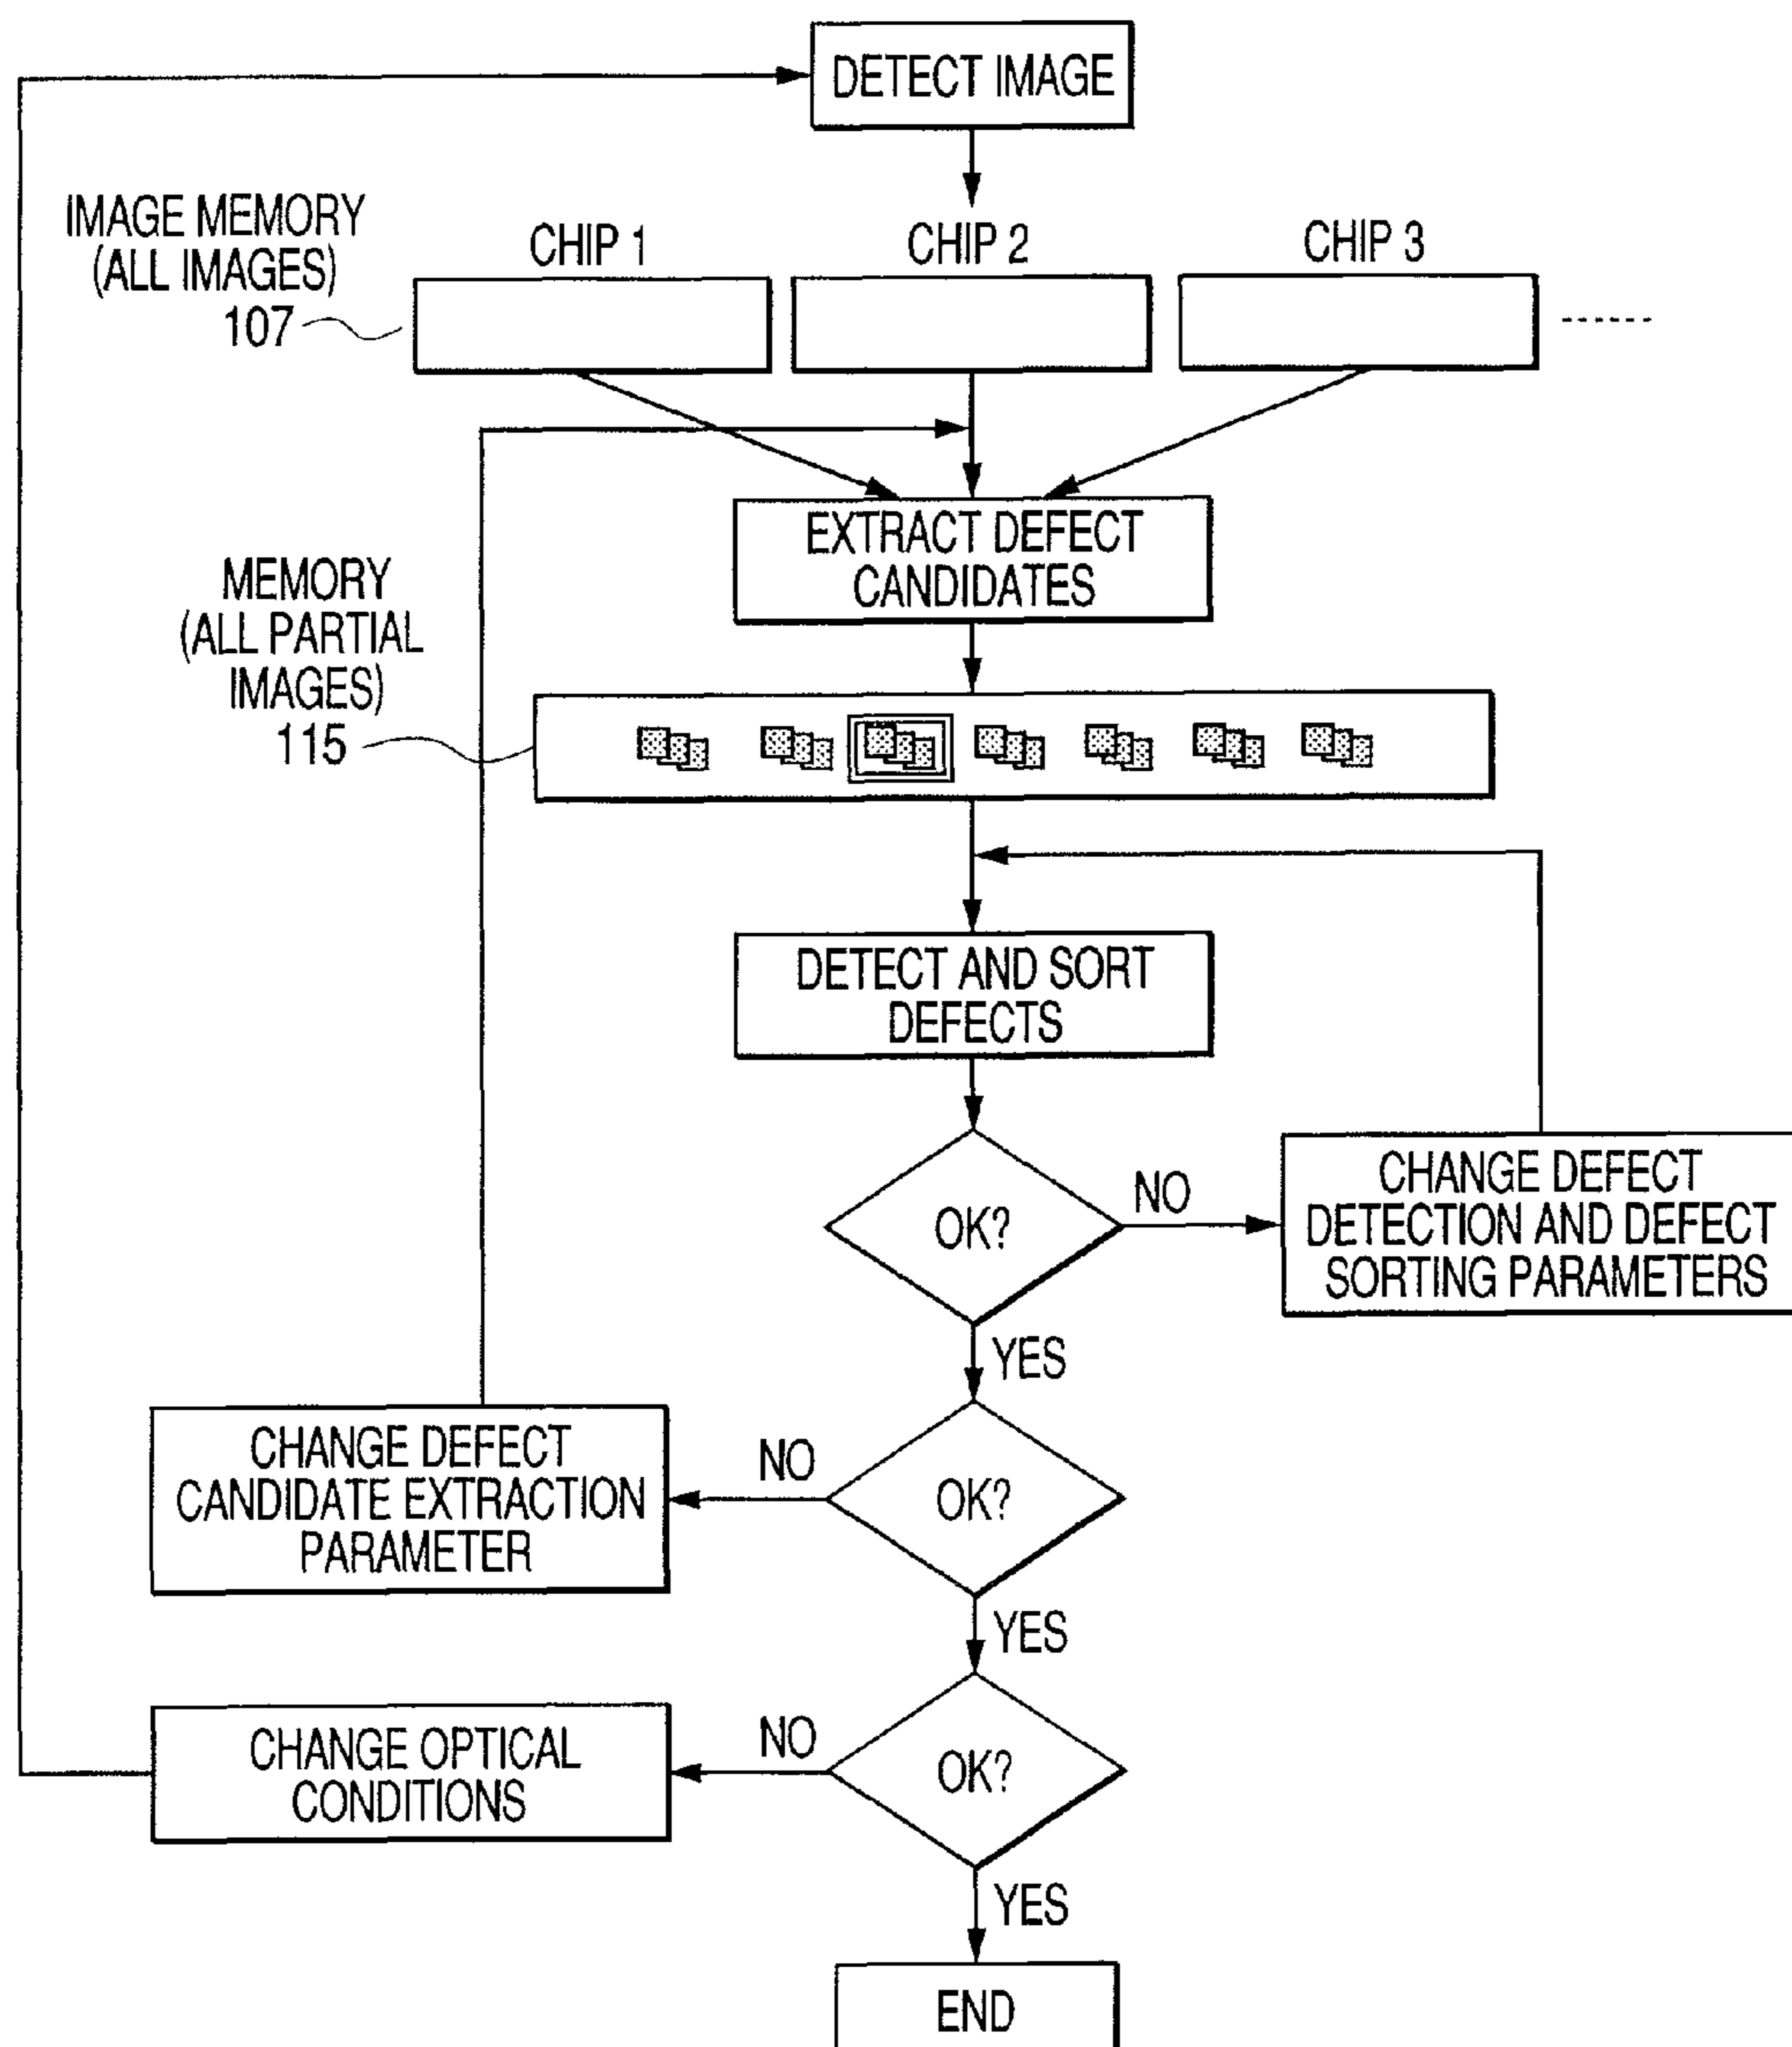 DETECT IMAGE
IMAGE MEMORY
(ALL IMAGES)
107
CHIP 1
CHIP 2
CHIP 3
EXTRACT DEFECT
CANDIDATES
MEMORY
(ALL PARTIAL
IMAGES)
115
DETECT AND SORT
DEFECTS
OK?
NO
CHANGE DEFECT
DETECTION AND DEFECT
SORTING PARAMETERS
YES
CHANGE DEFECT
CANDIDATE EXTRACTION
PARAMETER
NO
OK?
YES
CHANGE OPTICAL
CONDITIONS
NO
OK?
YES
END